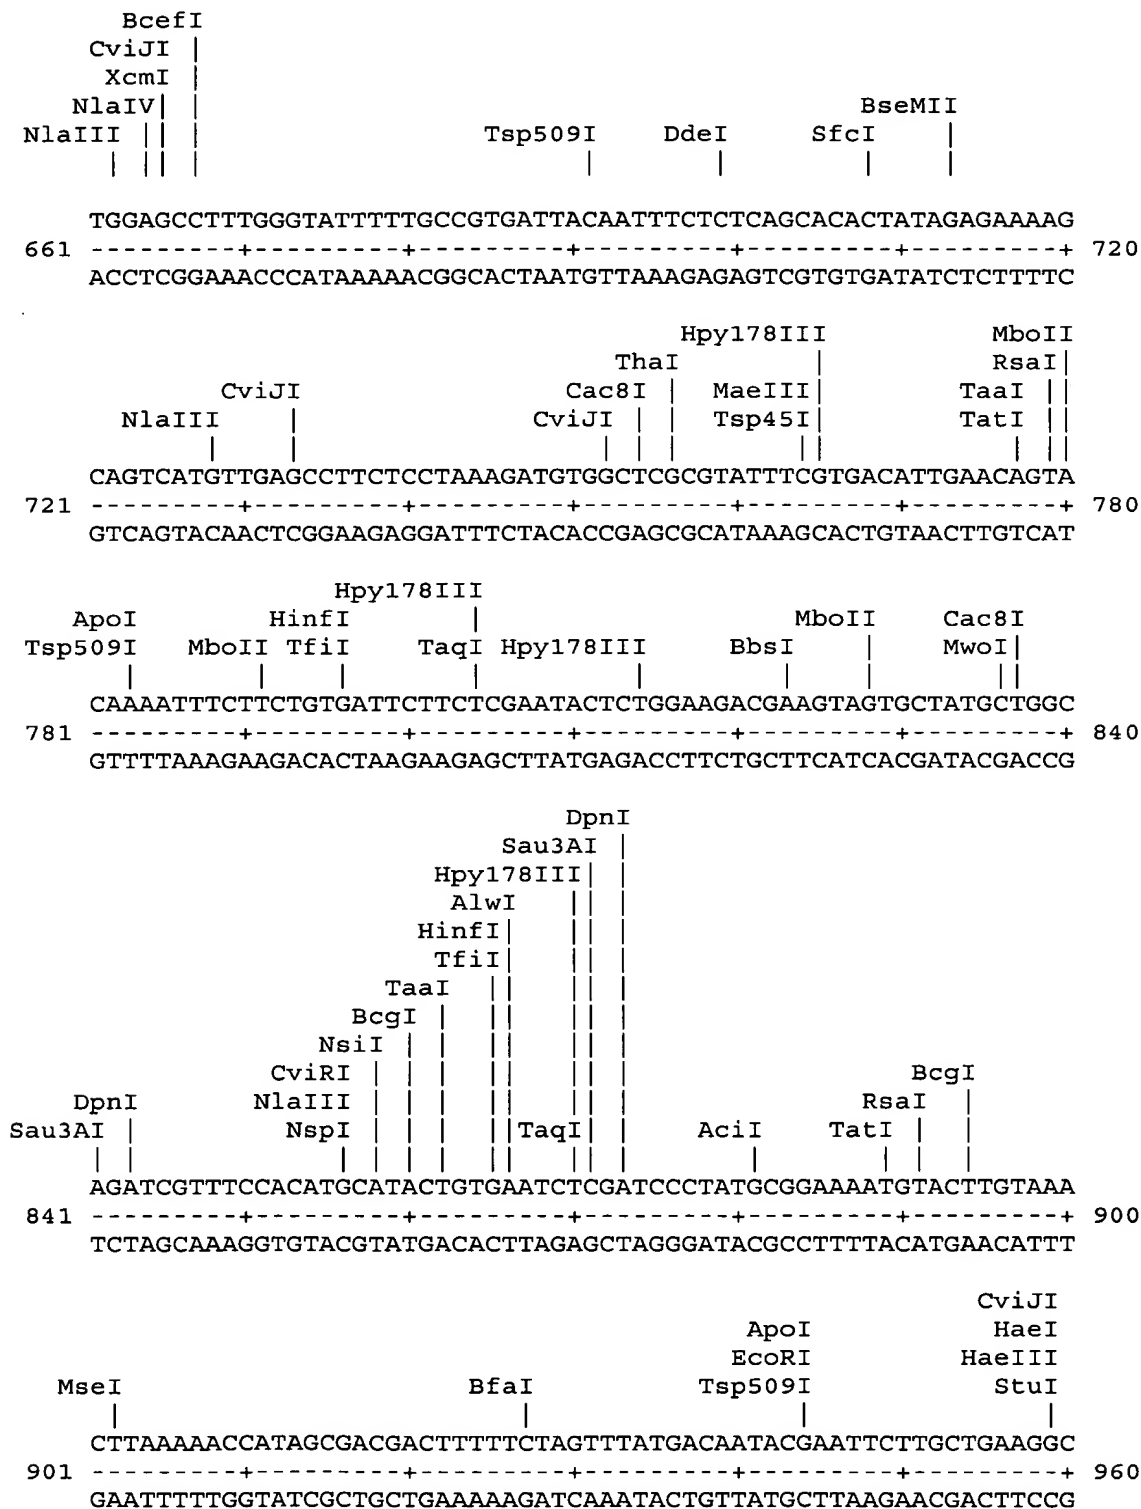 BcefI
CviJI |
XcmI |
NlaIV| |
NlaIII || |
| || |
TGGAGCCTTTGGGTATTTTTGCCGTGATTACAATTTCTCTCAGCACACTATAGAGAAAAG
Tsp509I DdeI SfcI BseMII
661 ---------+---------+---------+---------+---------+---------+ 720
ACCTCGGAAACCCATAAAAACGGCACTAATGTTAAAGAGAGTCGTGTGATATCTCTTTTC
Hpy178III MboII
ThaI | RsaI|
CviJI Cac8I | MaeIII| TaaI ||
NlaIII | CviJI | | Tsp45I| TatI ||
CAGTCATGTTGAGCCTTCTCCTAAAGATGTGGCTCGCGTATTTCGTGACATTGAACAGTA
721 ---------+---------+---------+---------+---------+---------+ 780
GTCAGTACAACTCGGAAGAGGATTTCTACACCGAGCGCATAAAGCACTGTAACTTGTCAT
Hpy178III
ApoI HinfI | MboII Cac8I
Tsp509I MboII TfiI TaqI Hpy178III BbsI | MwoI|
CAAAATTTCTTCTGTGATTCTTCTCGAATACTCTGGAAGACGAAGTAGTGCTATGCTGGC
781 ---------+---------+---------+---------+---------+---------+ 840
GTTTTAAAGAAGACACTAAGAAGAGCTTATGAGACCTTCTGCTTCATCACGATACGACCG
DpnI
Sau3AI |
Hpy178III| |
AlwI || |
HinfI| || |
TfiI| || |
TaaI || || |
BcgI | || || |
NsiI | | || || |
CviRI | | | || || | BcgI
DpnI NlaIII | | | || || | RsaI |
Sau3AI | NspI | | | || TaqI| | AciI TatI | |
AGATCGTTTCCACATGCATACTGTGAATCTCGATCCCTATGCGGAAAATGTACTTGTAAA
841 ---------+---------+---------+---------+---------+---------+ 900
TCTAGCAAAGGTGTACGTATGACACTTAGAGCTAGGGATACGCCTTTTACATGAACATTT
CviJI
ApoI HaeI
EcoRI HaeIII
MseI BfaI Tsp509I StuI
CTTAAAAACCATAGCGACGACTTTTTCTAGTTTATGACAATACGAATTCTTGCTGAAGGC
901 ---------+---------+---------+---------+---------+---------+ 960
GAATTTTTGGTATCGCTGCTGAAAAAGATCAAATACTGTTATGCTTAAGAACGACTTCCG